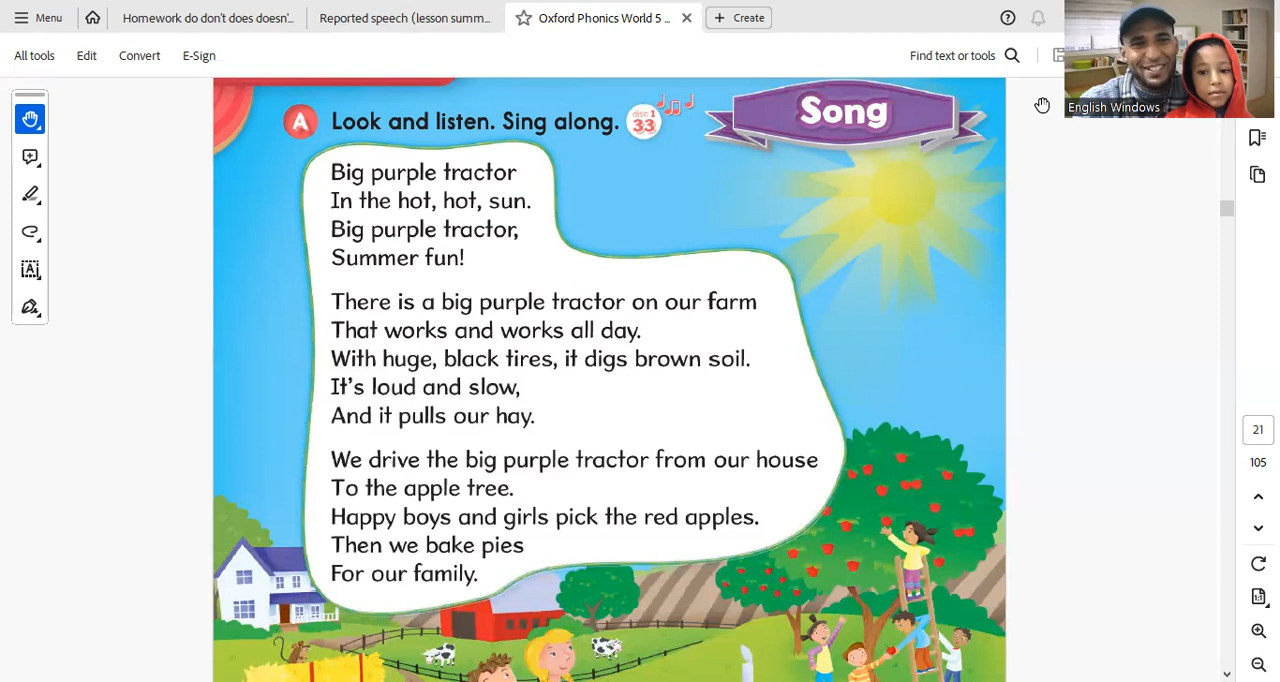 Menu
Homework do don't does doesn'...
Reported speech (lesson summ...
Oxford Phonics World 5 ...
Create
All tools
Edit
Convert
E-Sign
Find text or tools
English Windows
A
Look and listen. Sing along.
disc 1
33
Song
Big purple tractor
In the hot, hot, sun.
Big purple tractor,
Summer fun!
There is a big purple tractor on our farm
That works and works all day.
With huge, black tires, it digs brown soil.
It's loud and slow,
And it pulls our hay.
We drive the big purple tractor from our house
To the apple tree.
Happy boys and girls pick the red apples.
Then we bake pies
For our family.
21
105